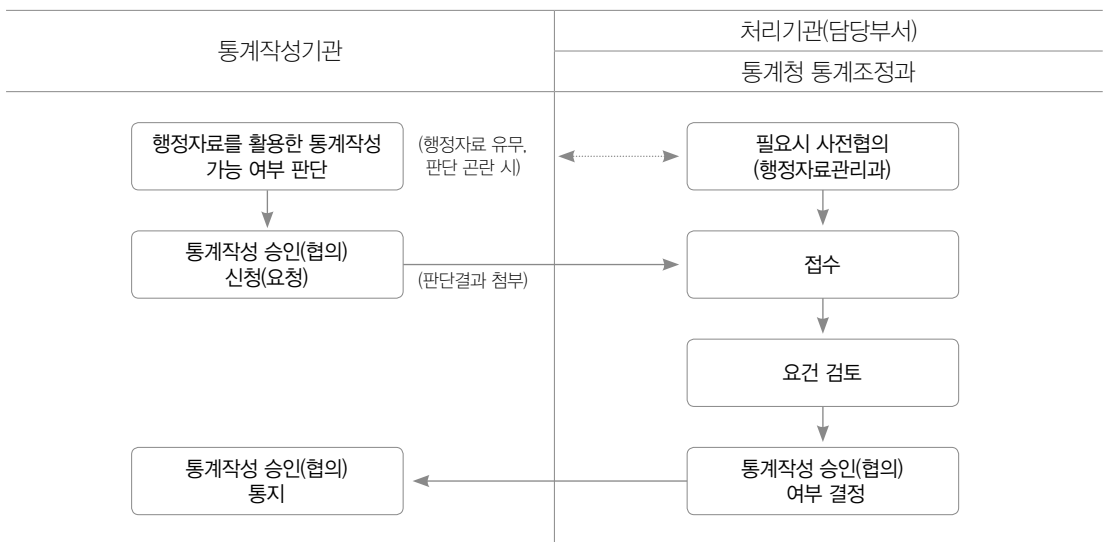 통계작성기관
처리기관(담당부서)
통계청 통계조정과
행정자료를 활용한 통계작성
가능 여부 판단
(행정자료 유무,
판단 곤란 시)
필요시 사전협의
(행정자료관리과)
통계작성 승인(협의)
신청(요청)
(판단결과 첨부)
접수
요건 검토
통계작성 승인(협의)
통지
통계작성 승인(협의)
여부 결정